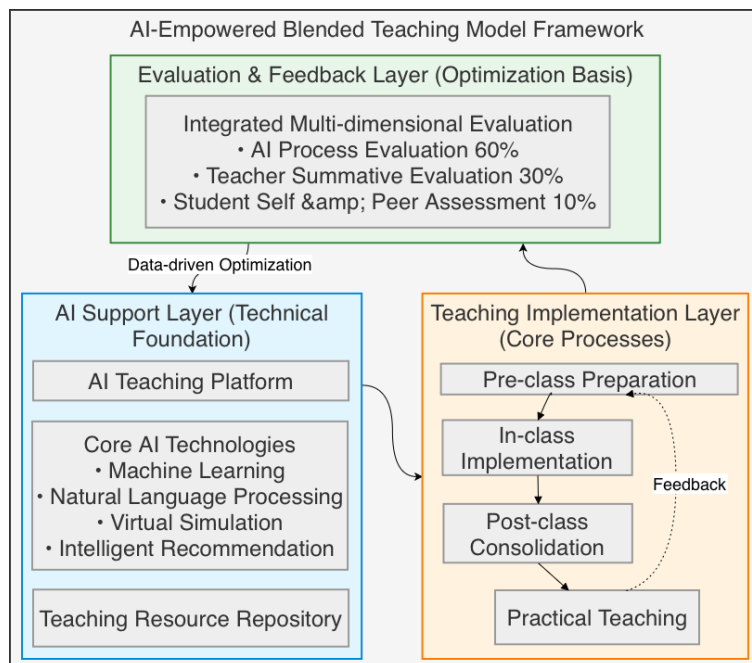 AI-Empowered Blended Teaching Model Framework
Evaluation & Feedback Layer (Optimization Basis)
Integrated Multi-dimensional Evaluation
• AI Process Evaluation 60%
• Teacher Summative Evaluation 30%
• Student Self &amp; Peer Assessment 10%
Data-driven Optimization
AI Support Layer (Technical
Foundation)
AI Teaching Platform
Core AI Technologies
• Machine Learning
• Natural Language Processing
• Virtual Simulation
• Intelligent Recommendation
Teaching Resource Repository
Teaching Implementation Layer
(Core Processes)
Pre-class Preparation
In-class
Implementation
Feedback
Post-class
Consolidation
Practical Teaching